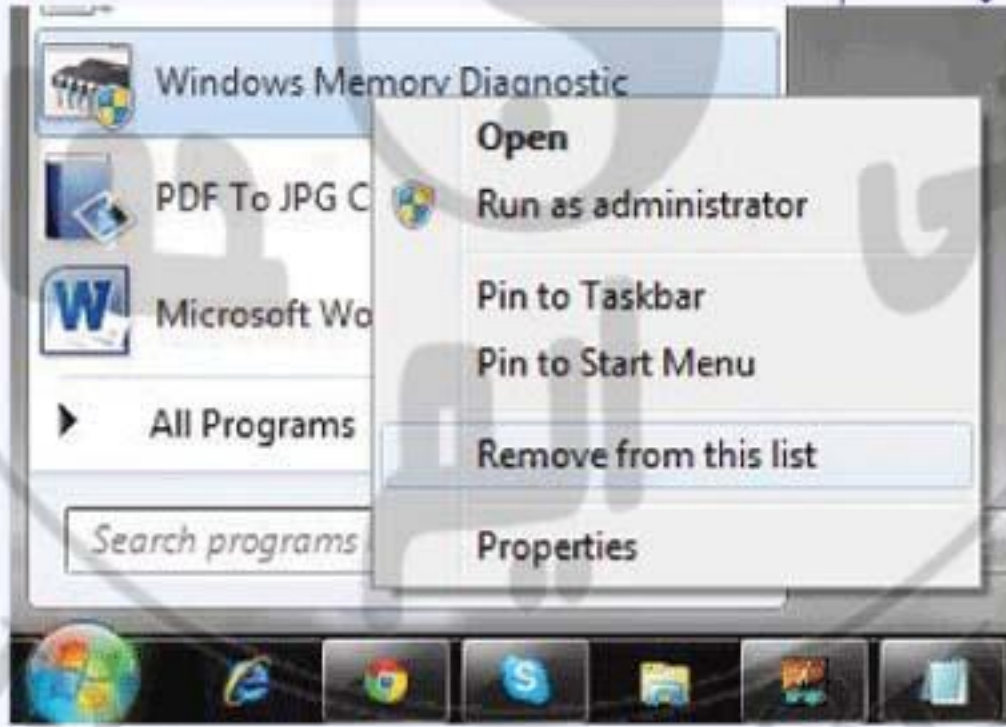 Windows Memory Diagnostic
Open
PDF To JPG C
Run as administrator
Pin to Taskbar
Microsoft Wo
Pin to Start Menu
All Programs
Remove from this list
Search programs
Properties